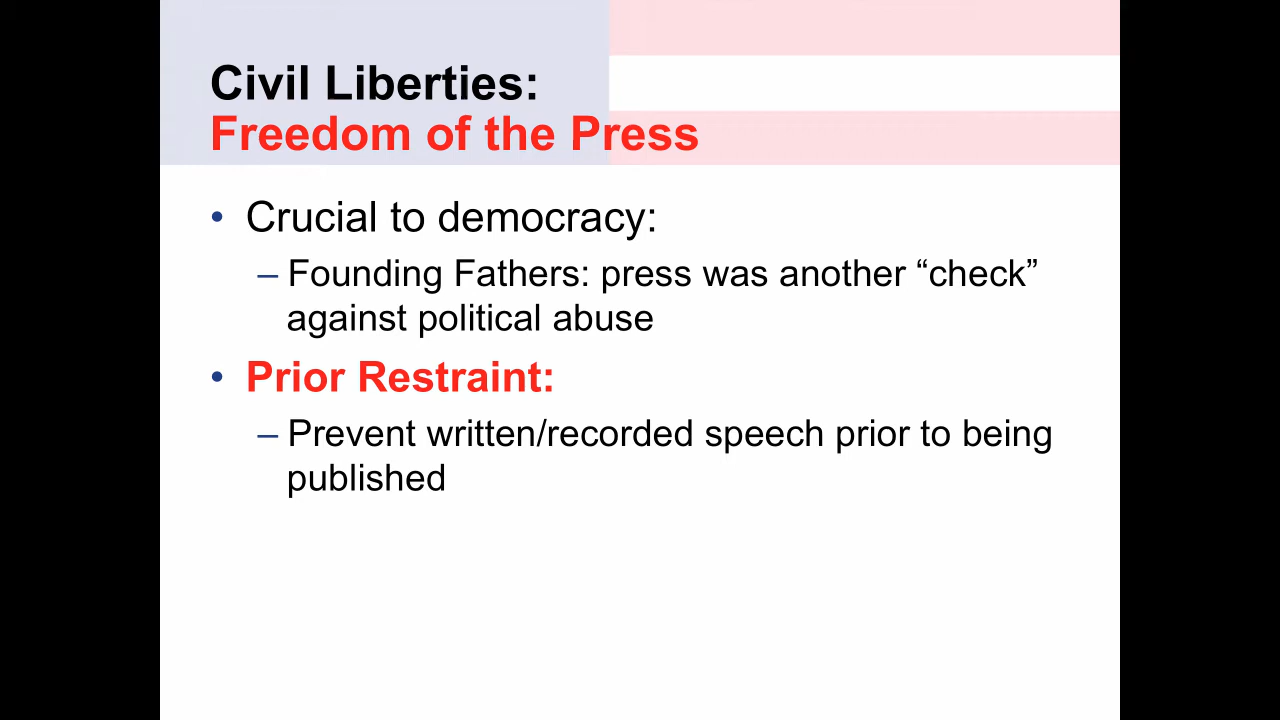 Civil Liberties:
Freedom of the Press
• Crucial to democracy:
– Founding Fathers: press was another “check”
against political abuse
• Prior Restraint:
– Prevent written/recorded speech prior to being
published